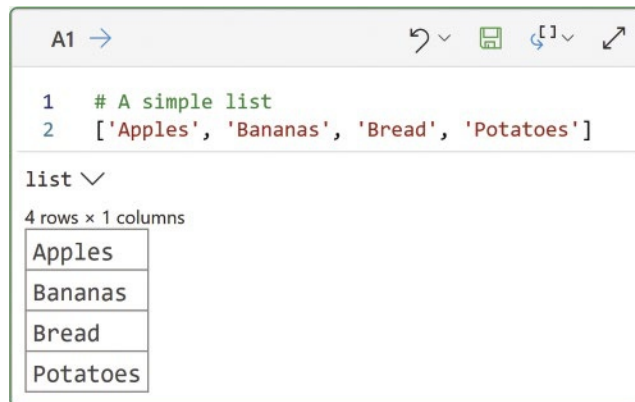 A1
1 # A simple list
2 ['Apples', 'Bananas', 'Bread', 'Potatoes']
list
4 rows × 1 columns
Apples
Bananas
Bread
Potatoes